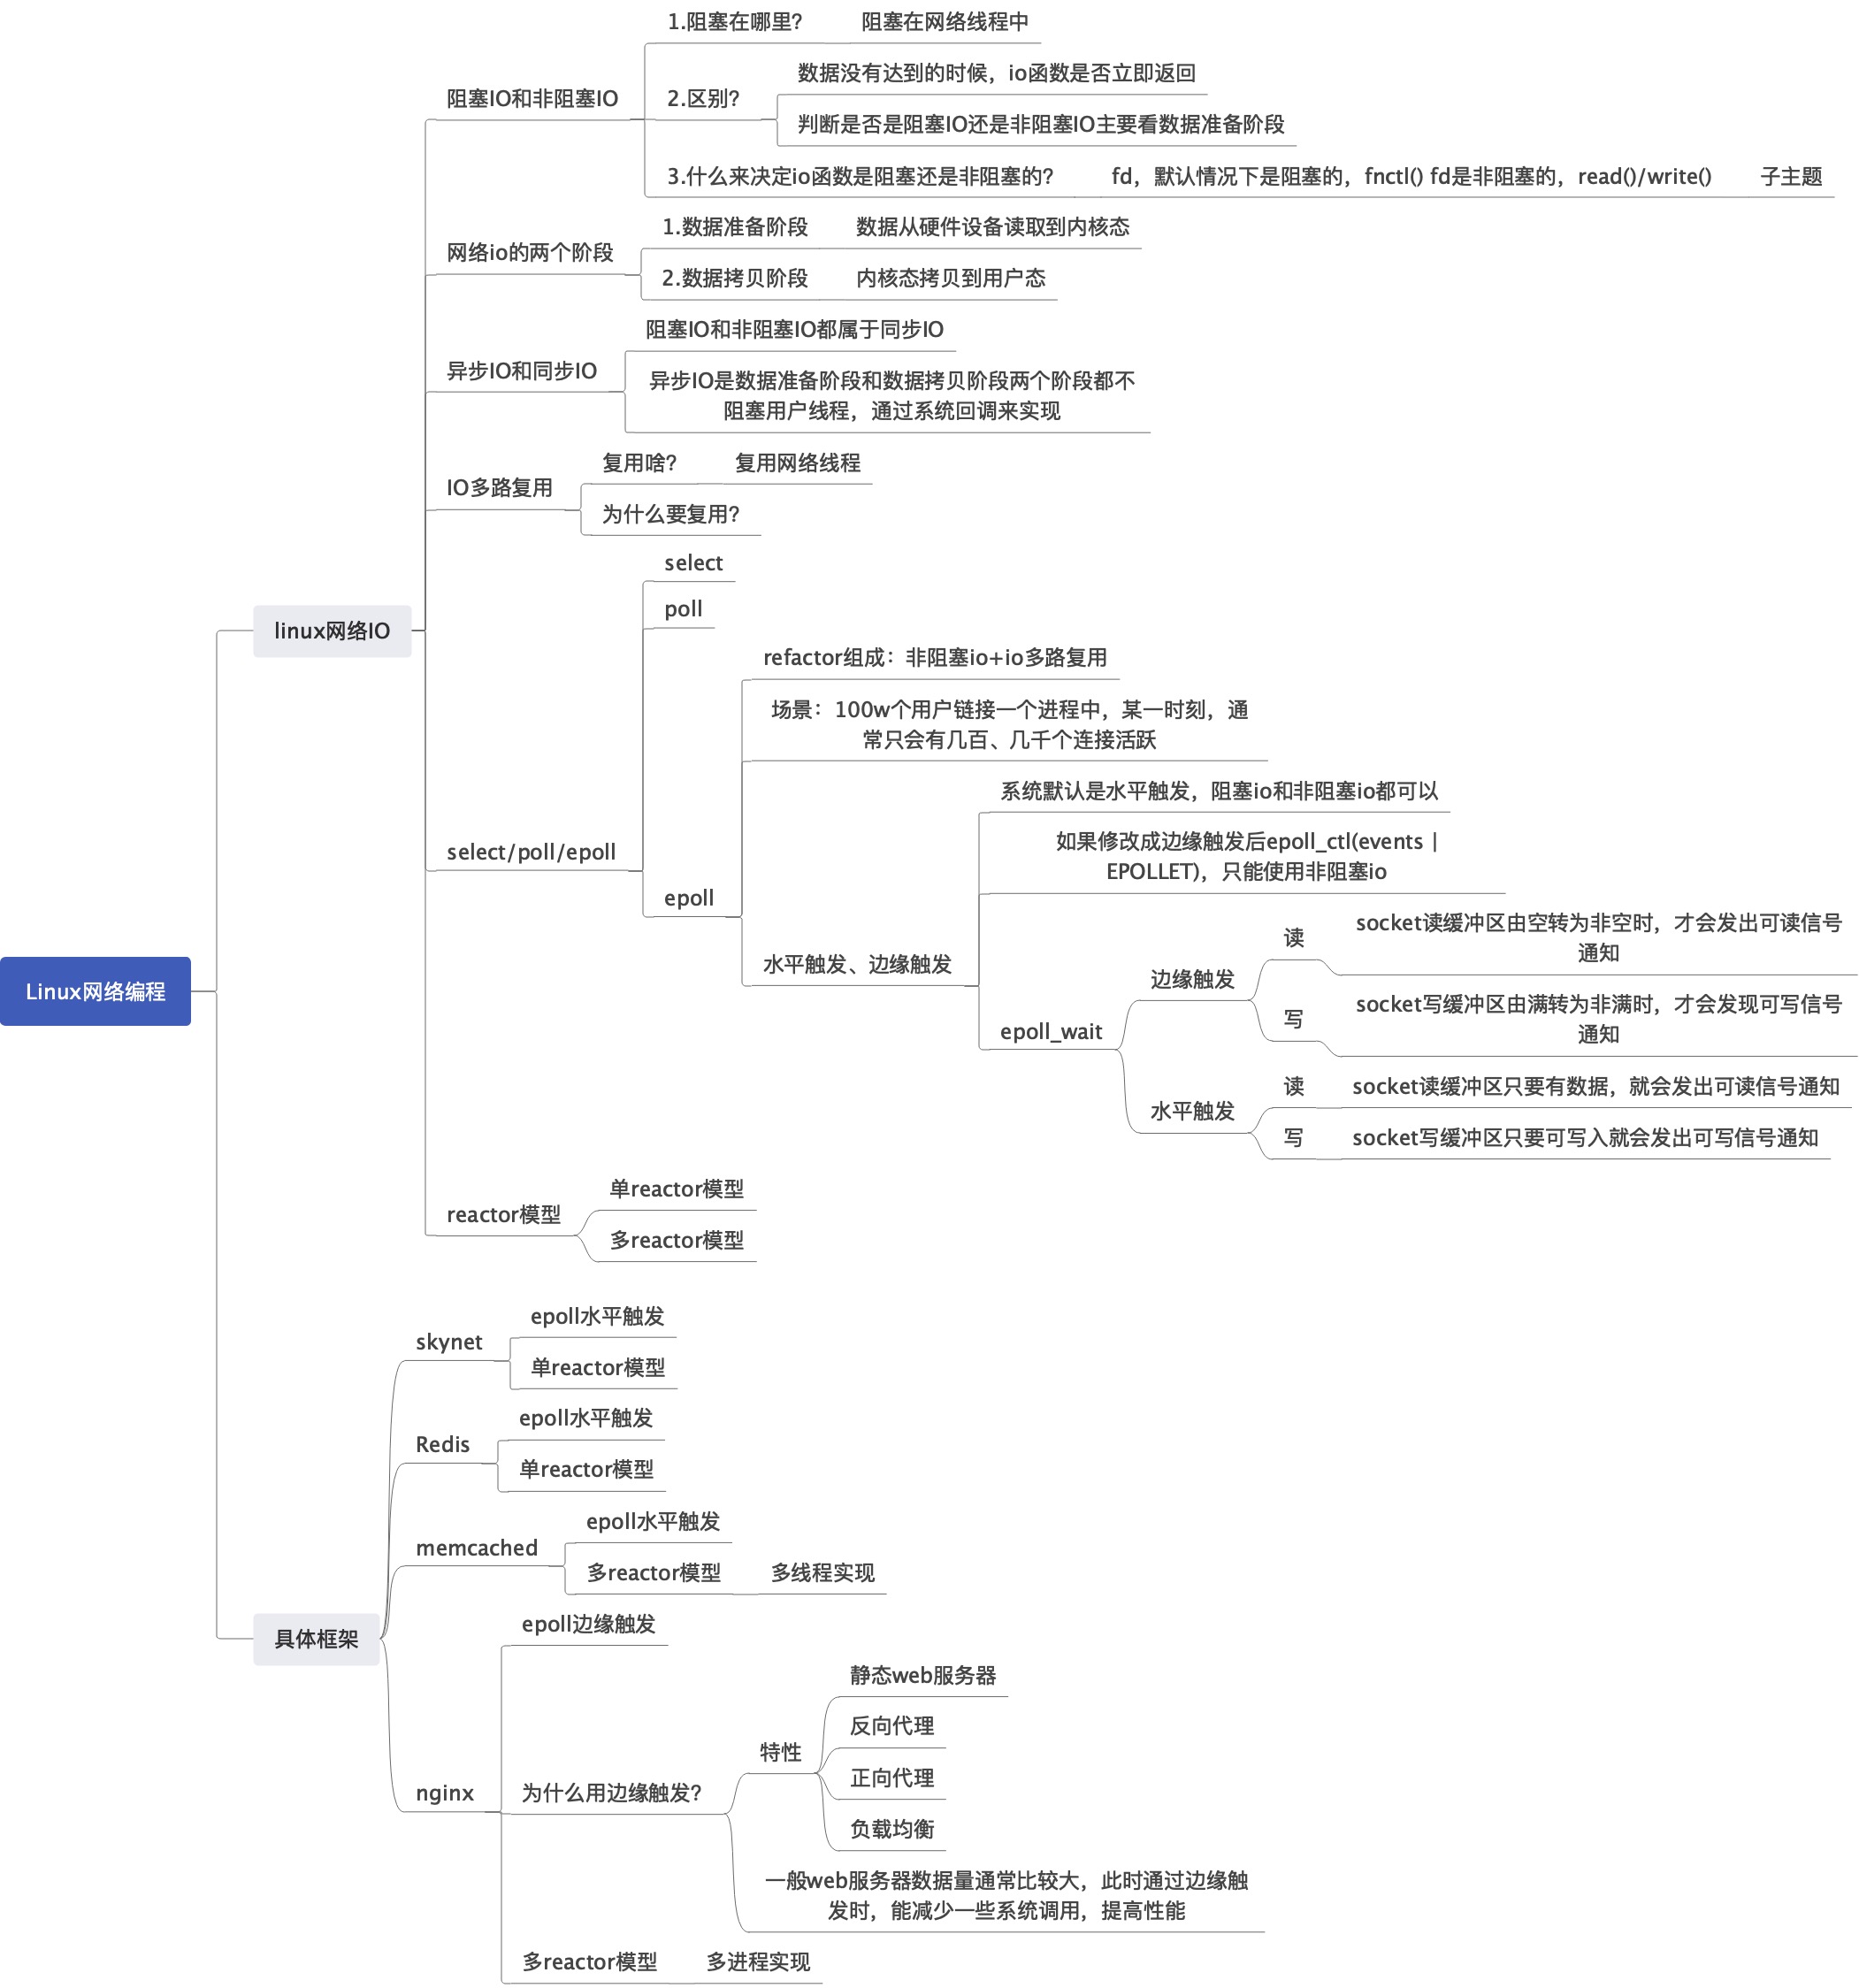 Linux网络编程
linux网络IO
阻塞IO和非阻塞IO
1.阻塞在哪里？
阻塞在网络线程中
2.区别？
数据没有达到的时候，io函数是否立即返回
判断是否是阻塞IO还是非阻塞IO主要看数据准备阶段
3.什么来决定io函数是阻塞还是非阻塞的？
fd，默认情况下是阻塞的，fnctl() fd是非阻塞的，read()/write()
子主题
网络io的两个阶段
1.数据准备阶段
数据从硬件设备读取到内核态
2.数据拷贝阶段
内核态拷贝到用户态
异步IO和同步IO
阻塞IO和非阻塞IO都属于同步IO
异步IO是数据准备阶段和数据拷贝阶段两个阶段都不
阻塞用户线程，通过系统回调来实现
IO多路复用
复用啥？
复用网络线程
为什么要复用？
select/poll/epoll
select
poll
epoll
refactor组成：非阻塞io+io多路复用
场景：100w个用户链接一个进程中，某一时刻，通
常只会有几百、几千个连接活跃
水平触发、边缘触发
系统默认是水平触发，阻塞io和非阻塞io都可以
如果修改成边缘触发后epoll_ctl(events |
EPOLLET)，只能使用非阻塞io
epoll_wait
边缘触发
读
socket读缓冲区由空转为非空时，才会发出可读信号
通知
写
socket写缓冲区由满转为非满时，才会发现可写信号
通知
水平触发
读
socket读缓冲区只要有数据，就会发出可读信号通知
写
socket写缓冲区只要可写入就会发出可写信号通知
reactor模型
单reactor模型
多reactor模型
具体框架
skynet
epoll水平触发
单reactor模型
Redis
epoll水平触发
单reactor模型
memcached
epoll水平触发
多reactor模型
多线程实现
nginx
epoll边缘触发
为什么用边缘触发？
特性
静态web服务器
反向代理
正向代理
负载均衡
一般web服务器数据量通常比较大，此时通过边缘触
发时，能减少一些系统调用，提高性能
多reactor模型
多进程实现